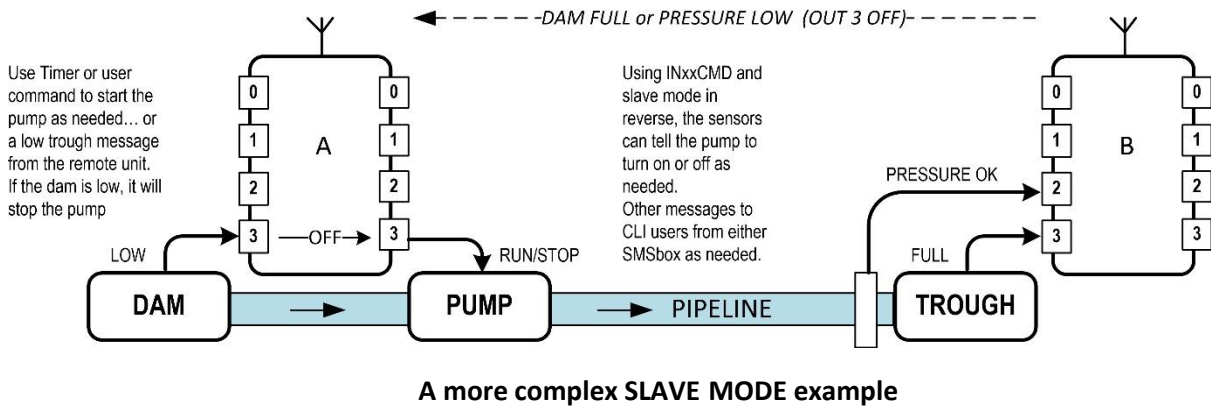 DAM FULL or PRESSURE LOW (OUT 3 OFF)
Use Timer or user
command to start the
pump as needed… or
a low trough message
from the remote unit.
If the dam is low, it will
stop the pump
0
1
2
3
A
OFF
0
1
2
3
Using INxxCMD and
slave mode in
reverse, the sensors
can tell the pump to
turn on or off as
needed.
Other messages to
CLI users from either
SMSbox as needed.
0
1
2
3
B
0
1
2
3
PRESSURE OK
LOW
RUN/STOP
FULL
DAM
PUMP
PIPELINE
TROUGH
A more complex SLAVE MODE example